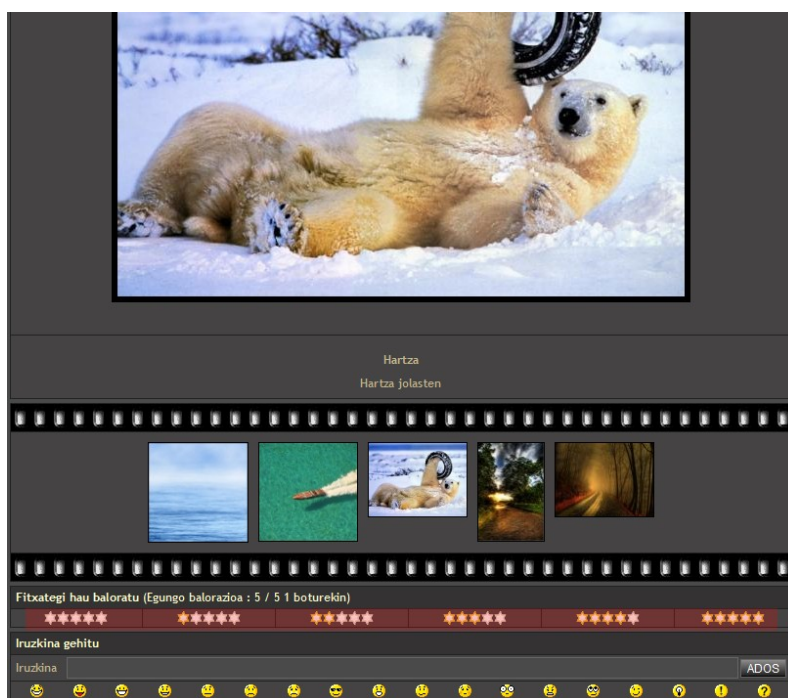 Hartza
Hartza jolasten
Fitxategi hau baloratu (Egungo balorazioa : 5 / 5 1 boturekin)
Iruzkina gehitu
Iruzkina
ADOS